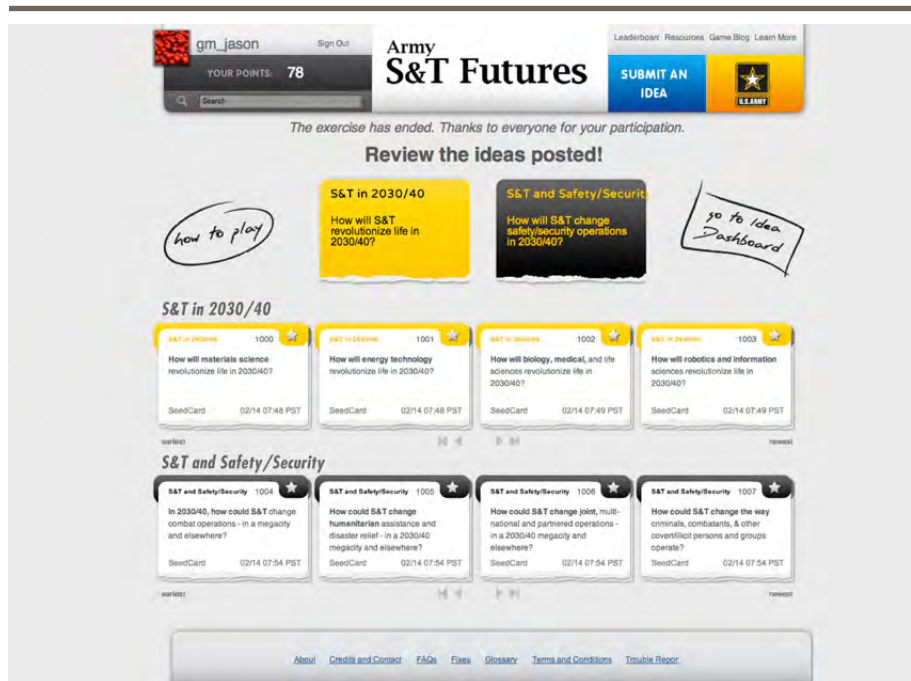 gm_jason
Sign Out
YOUR POINTS: 78
Search
Army
S&T Futures
Leaderboart Resources Game Blog Learn More
SUBMIT AN
IDEA
U.S.ARMY
The exercise has ended. Thanks to everyone for your participation.
Review the ideas posted!
how to play
S&T in 2030/40
How will S&T
revolutionize life in
2030/40?
S&T and Safety/Securit
How will S&T change
safety/security operations
in 2030/40?
go to Idea
Dashboard
S&T in 2030/40
1000
How will materials science
revolutionize life in 2030/40?
SeedCard 02/14 07:48 PST
1001
How will energy technology
revolutionize life in 2030/40?
SeedCard 02/14 07:48 PST
1002
How will biology, medical, and life
sciences revolutionize life in
2030/40?
SeedCard 02/14 07:49 PST
1003
How will robotics and information
sciences revolutionize life in
2030/40?
SeedCard 02/14 07:49 PST
earliest
newest
S&T and Safety/Security
S&T and Safety/Security 1004
In 2030/40, how could S&T change
combat operations - in a megacity
and elsewhere?
SeedCard 02/14 07:54 PST
S&T and Safety/Security 1005
How could S&T change
humanitarian assistance and
disaster relief - in a 2030/40
megacity and elsewhere?
SeedCard 02/14 07:54 PST
S&T and Safety/Security 1006
How could S&T change joint, multi-
national and partnered operations -
in a 2030/40 megacity and
elsewhere?
SeedCard 02/14 07:54 PST
S&T and Safety/Security 1007
How could S&T change the way
criminals, combatants, & other
covert/illicit persons and groups
operate?
SeedCard 02/14 07:54 PST
earliest
newest
About Credits and Contact FAQs Fixes Glossary Terms and Conditions Trouble Repor